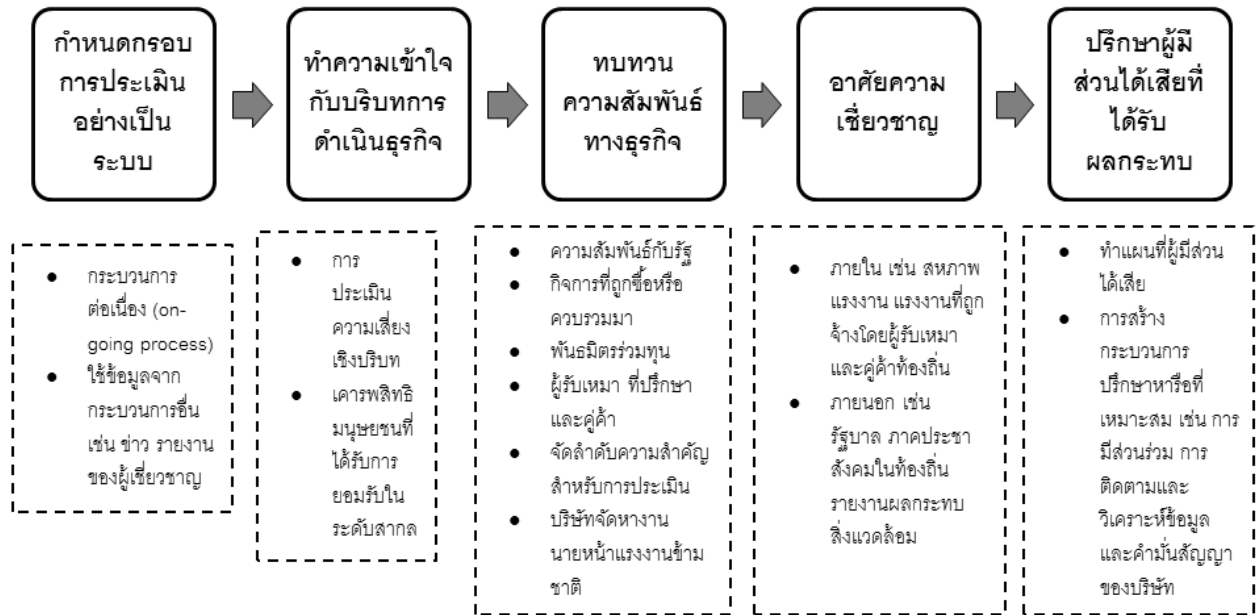 กำหนดกรอบ
การประเมิน
อย่างเป็น
ระบบ
ทำความเข้าใจ
กับบริบทการ
ดำเนินธุรกิจ
ทบทวน
ความสัมพันธ์
ทางธุรกิจ
อาศัยความ
เชี่ยวชาญ
ปรึกษาผู้มี
ส่วนได้เสียที่
ได้รับ
ผลกระทบ
● กระบวนการ
ต่อเนื่อง (on-
going process)
● ใช้ข้อมูลจาก
กระบวนการอื่น
เช่น ข่าว รายงาน
ของผู้เชี่ยวชาญ
● การ
ประเมิน
ความเสี่ยง
เชิงบริบท
● เคารพสิทธิ
มนุษยชนที่
ได้รับการ
ยอมรับใน
ระดับสากล
● ความสัมพันธ์กับรัฐ
● กิจการที่ถูกซื้อหรือ
ควบรวมมา
● พันธมิตรร่วมทุน
● ผู้รับเหมา ที่ปรึกษา
และคู่ค้า
● จัดลำดับความสำคัญ
สำหรับการประเมิน
● บริษัทจัดหางาน
นายหน้าแรงงานข้าม
ชาติ
● ภายใน เช่น สหภาพ
แรงงาน แรงงานที่ถูก
จ้างโดยผู้รับเหมา
และคู่ค้าท้องถิ่น
● ภายนอก เช่น
รัฐบาล ภาคประชา
สังคมในท้องถิ่น
รายงานผลกระทบ
สิ่งแวดล้อม
● ทำแผนที่ผู้มีส่วน
ได้เสีย
● การสร้าง
กระบวนการ
ปรึกษาหารือที่
เหมาะสม เช่น การ
มีส่วนร่วม การ
ติดตามและ
วิเคราะห์ข้อมูล
และคำมั่นสัญญา
ของบริษัท